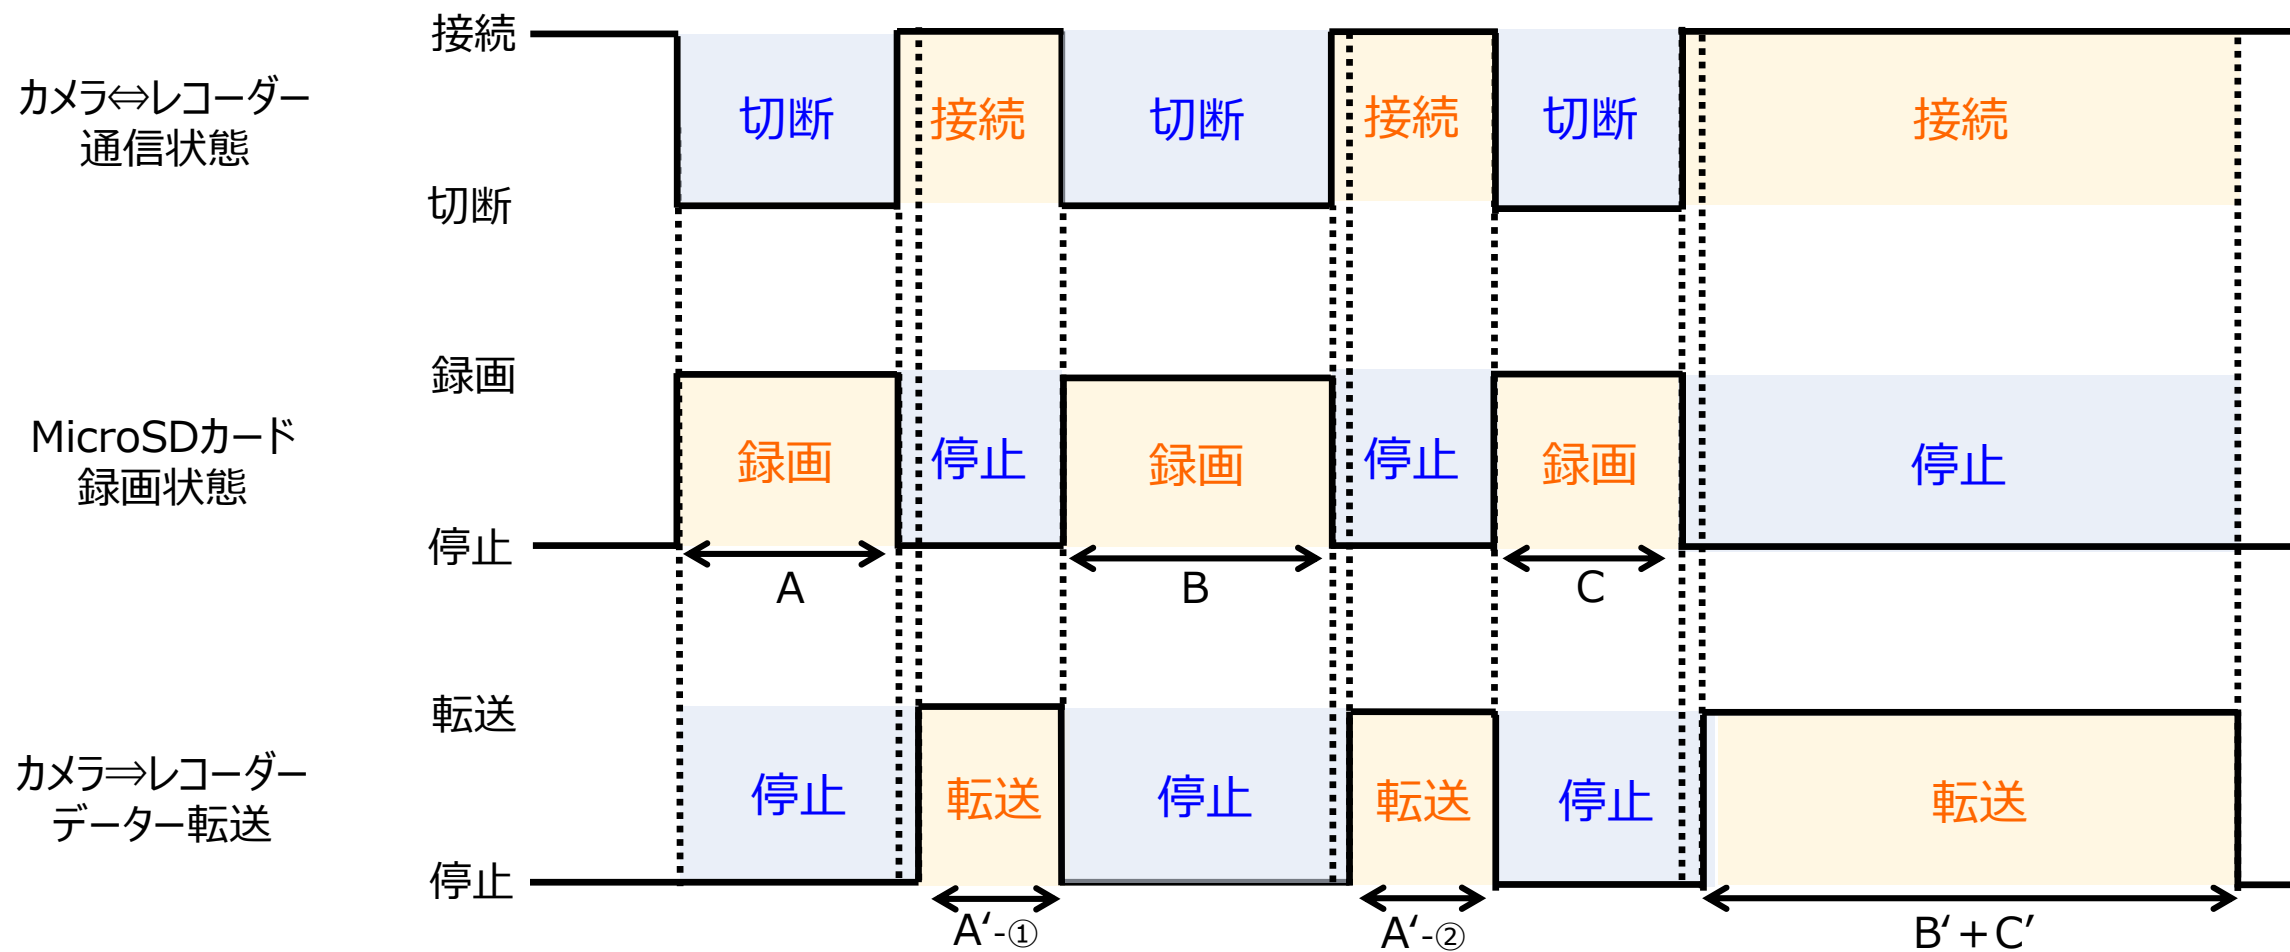 接続
カメラ⇔レコーダー
通信状態
切断
接続
切断
接続
切断
接続
切断
録画
MicroSDカード
録画状態
録画
停止
録画
停止
録画
停止
停止
A
B
C
転送
カメラ⇒レコーダー
データー転送
停止
転送
停止
転送
停止
転送
停止
A‘-①
A‘-②
B‘+C’